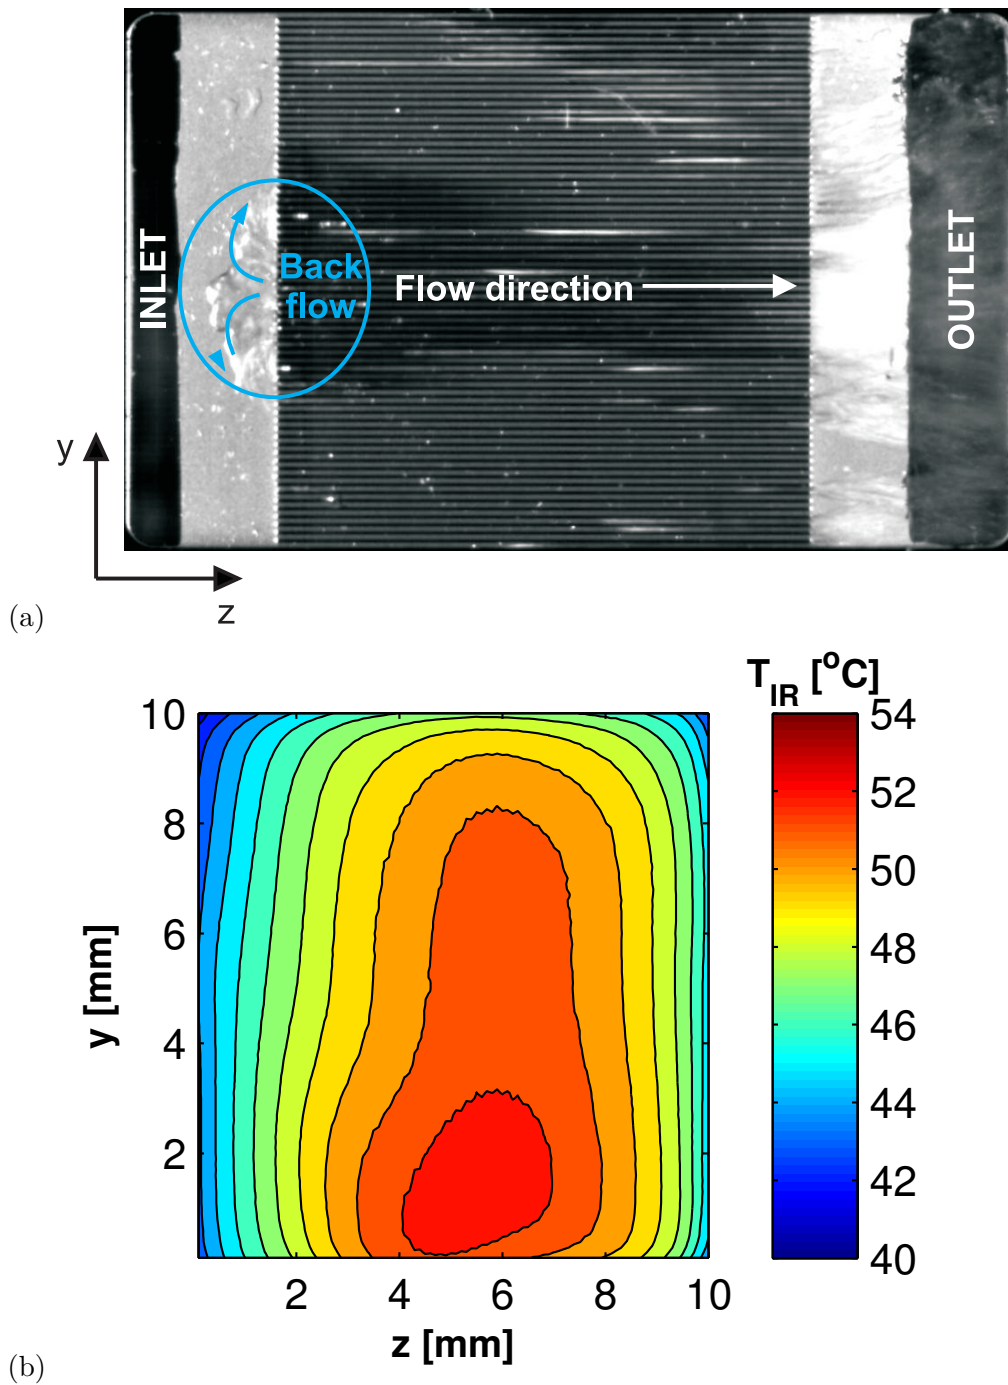 INLET
Back
flow
Flow direction
OUTLET
y
z
(a)
T_IR [°C]
10
8
6
4
2
y [mm]
2 4 6 8 10
z [mm]
54
52
50
48
46
44
42
40
(b)